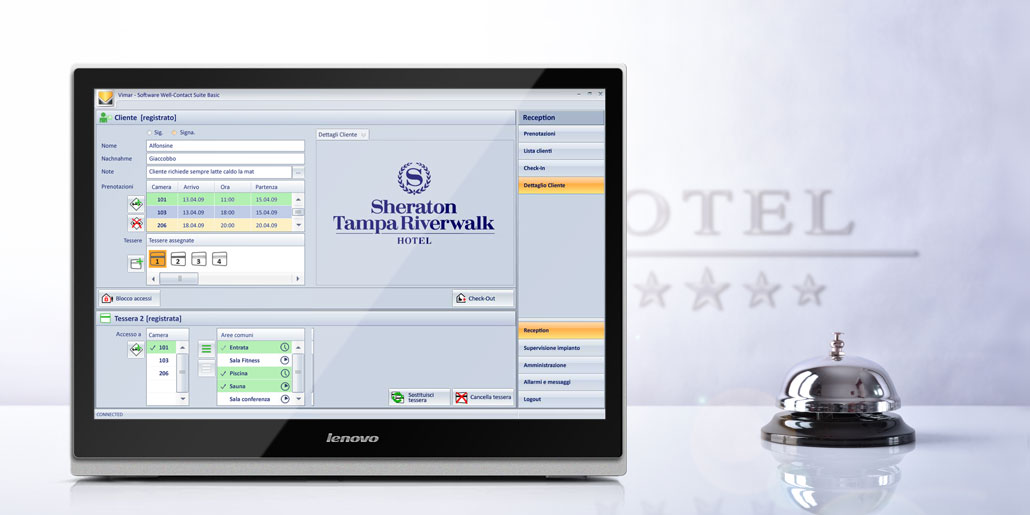 Vimar - Software Well-Contact Suite Basic
Cliente [registrato]
Sig. Signa.
Dettagli Cliente
Nome Alfonsine
Nachnahme Giaccobbo
Note Cliente richiede sempre latte caldo la mat ...
Prenotazioni Camera Arrivo Ora Partenza
101 13.04.09 11:00 15.04.09
103 13.04.09 18:00 15.04.09
206 18.04.09 20:00 20.04.09
Tessere Tessere assegnate
1 2 3 4
Blocco accessi
Check-Out
S
Sheraton
Tampa Riverwalk
HOTEL
Tessera 2 [registrata]
Accesso a Camera
101
103
206
Aree comuni
Entrata
Sala Fitness
Piscina
Sauna
Sala conferenza
Sostituisci
tessera
Cancella tessera
CONNECTED
Reception
Prenotazioni
Lista clienti
Check-In
Dettaglio Cliente
Reception
Supervisione impianto
Amministrazione
Allarmi e messaggi
Logout
lenovo
HOTEL